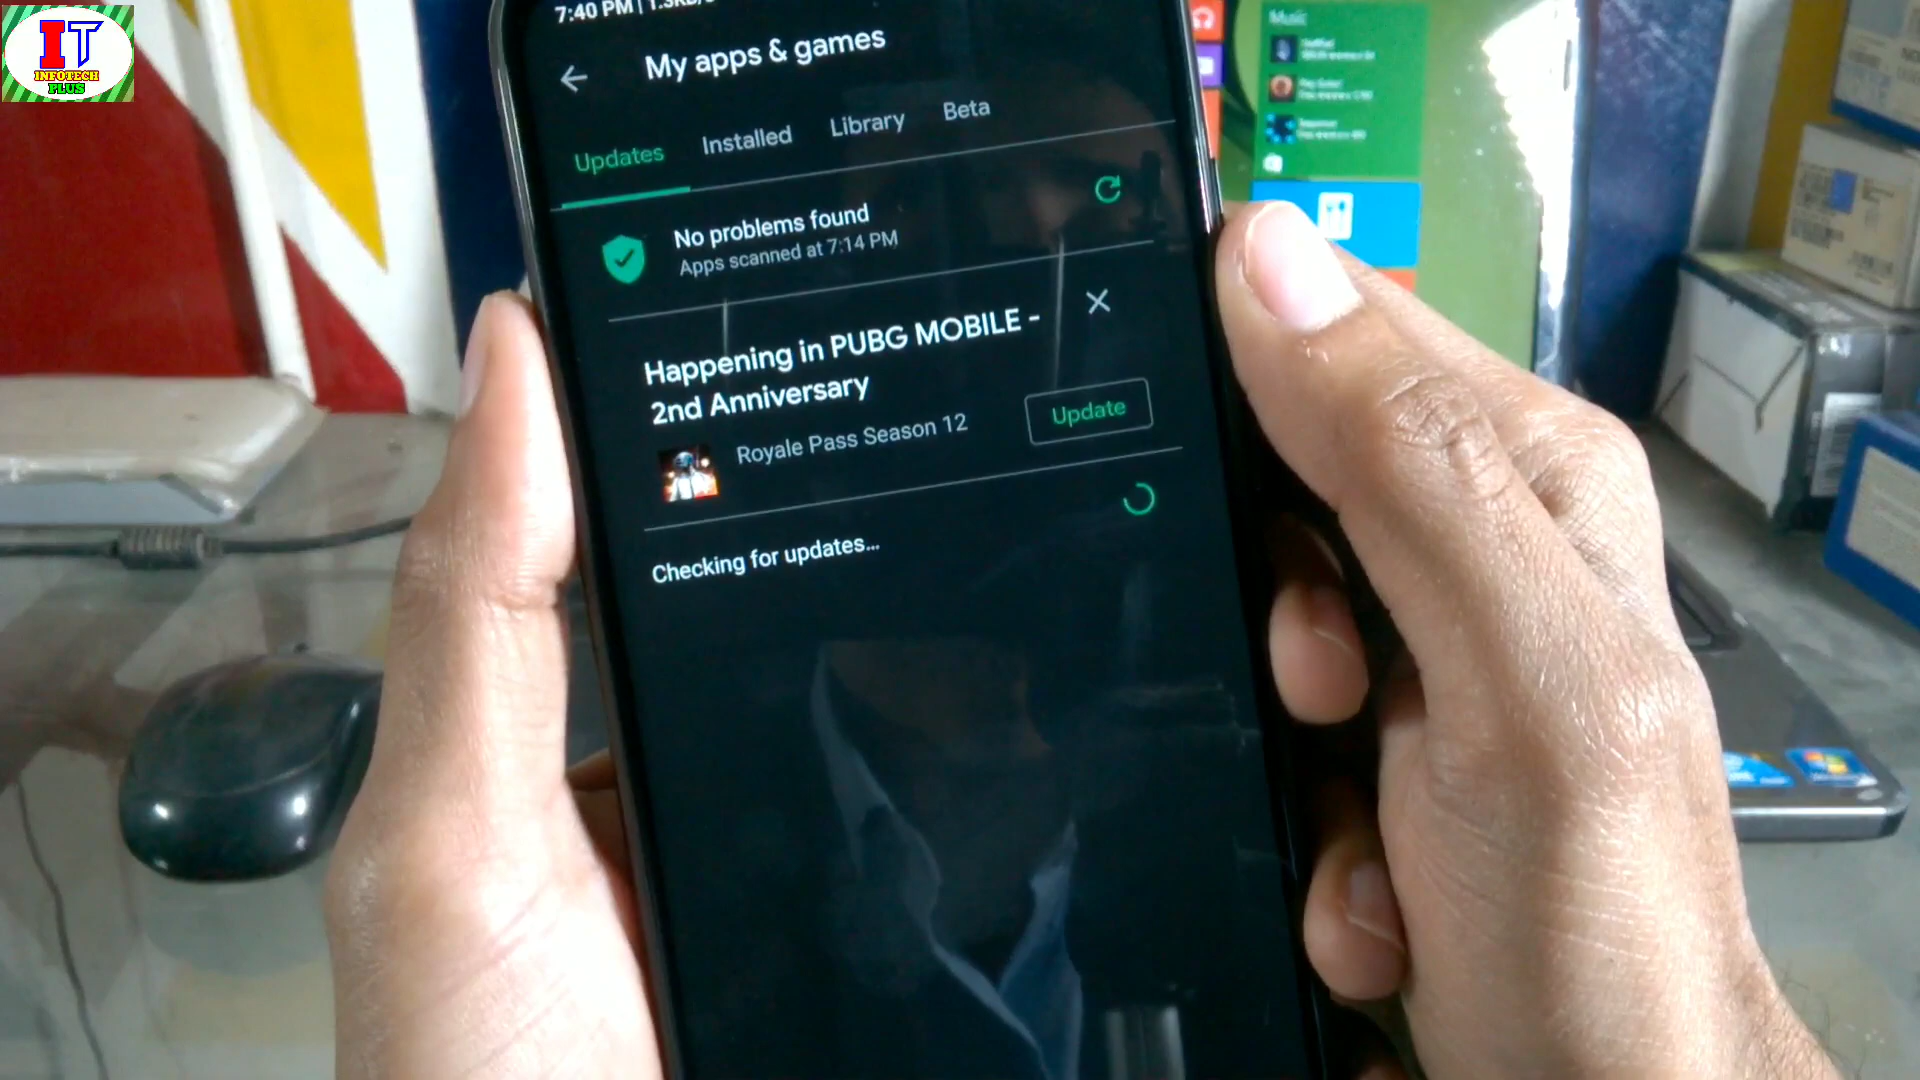 IT
INFOTECH
PLUS
7:40 PM |
My apps & games
Updates
Installed
Library
Beta
No problems found
Apps scanned at 7:14 PM
Happening in PUBG MOBILE -
2nd Anniversary
Royale Pass Season 12
Update
Checking for updates...
Music